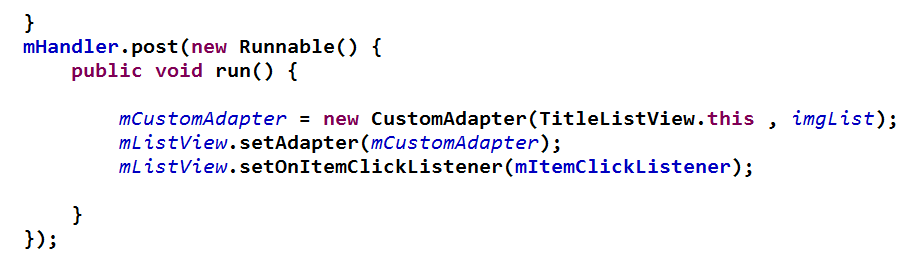 }
mHandler.post(new Runnable() {
public void run() {
mCustomAdapter = new CustomAdapter(TitleListView.this , imgList);
mListView.setAdapter(mCustomAdapter);
mListView.setOnItemClickListener(mItemClickListener);
}
});